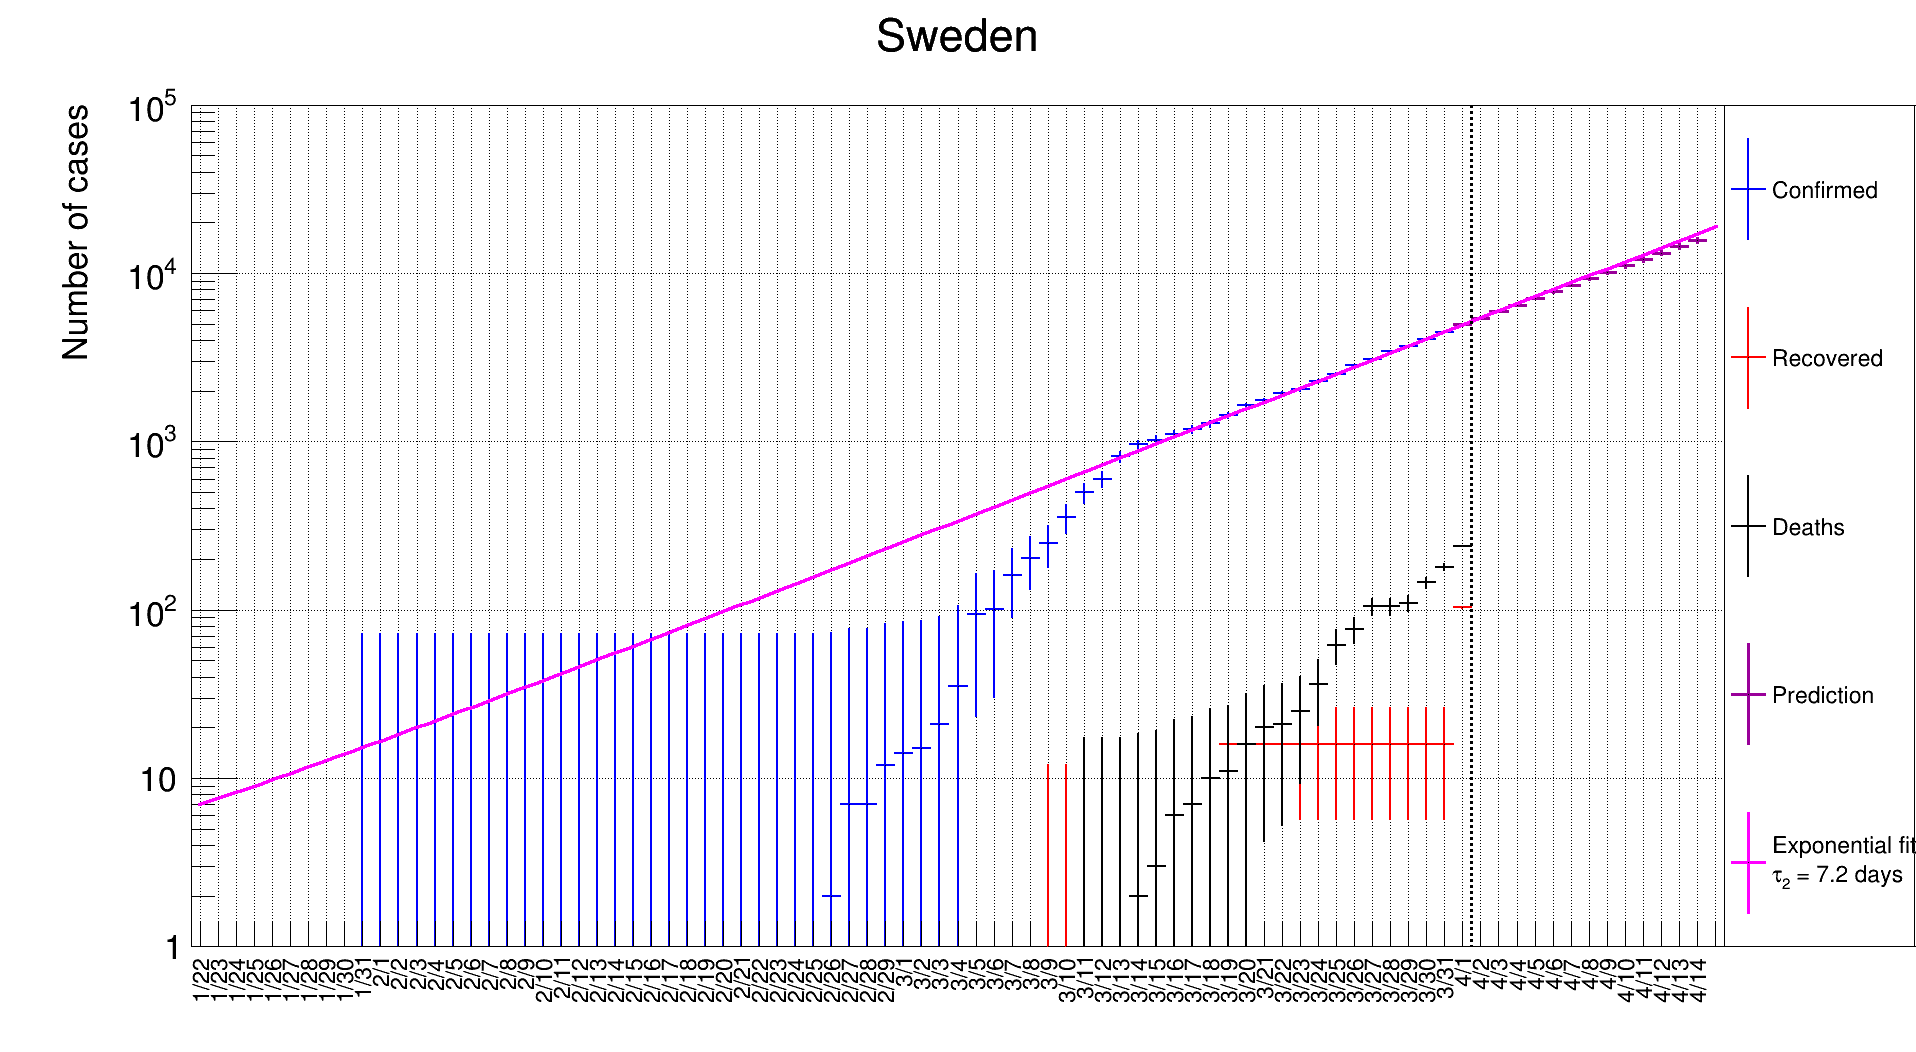 Sweden
Number of cases
10^5
10^4
10^3
10^2
10
1
1/22 1/23 1/24 1/25 1/26 1/27 1/28 1/29 1/30 1/31 2/1 2/2 2/3 2/4 2/5 2/6 2/7 2/8 2/9 2/10 2/11 2/12 2/13 2/14 2/15 2/16 2/17 2/18 2/19 2/20 2/21 2/22 2/23 2/24 2/25 2/26 2/27 2/28 2/29 3/1 3/2 3/3 3/4 3/5 3/6 3/7 3/8 3/9 3/10 3/11 3/12 3/13 3/14 3/15 3/16 3/17 3/18 3/19 3/20 3/21 3/22 3/23 3/24 3/25 3/26 3/27 3/28 3/29 3/30 3/31 4/1 4/2 4/3 4/4 4/5 4/6 4/7 4/8 4/9 4/10 4/11 4/12 4/13 4/14
Confirmed
Recovered
Deaths
Prediction
Exponential fit
τ₂ = 7.2 days